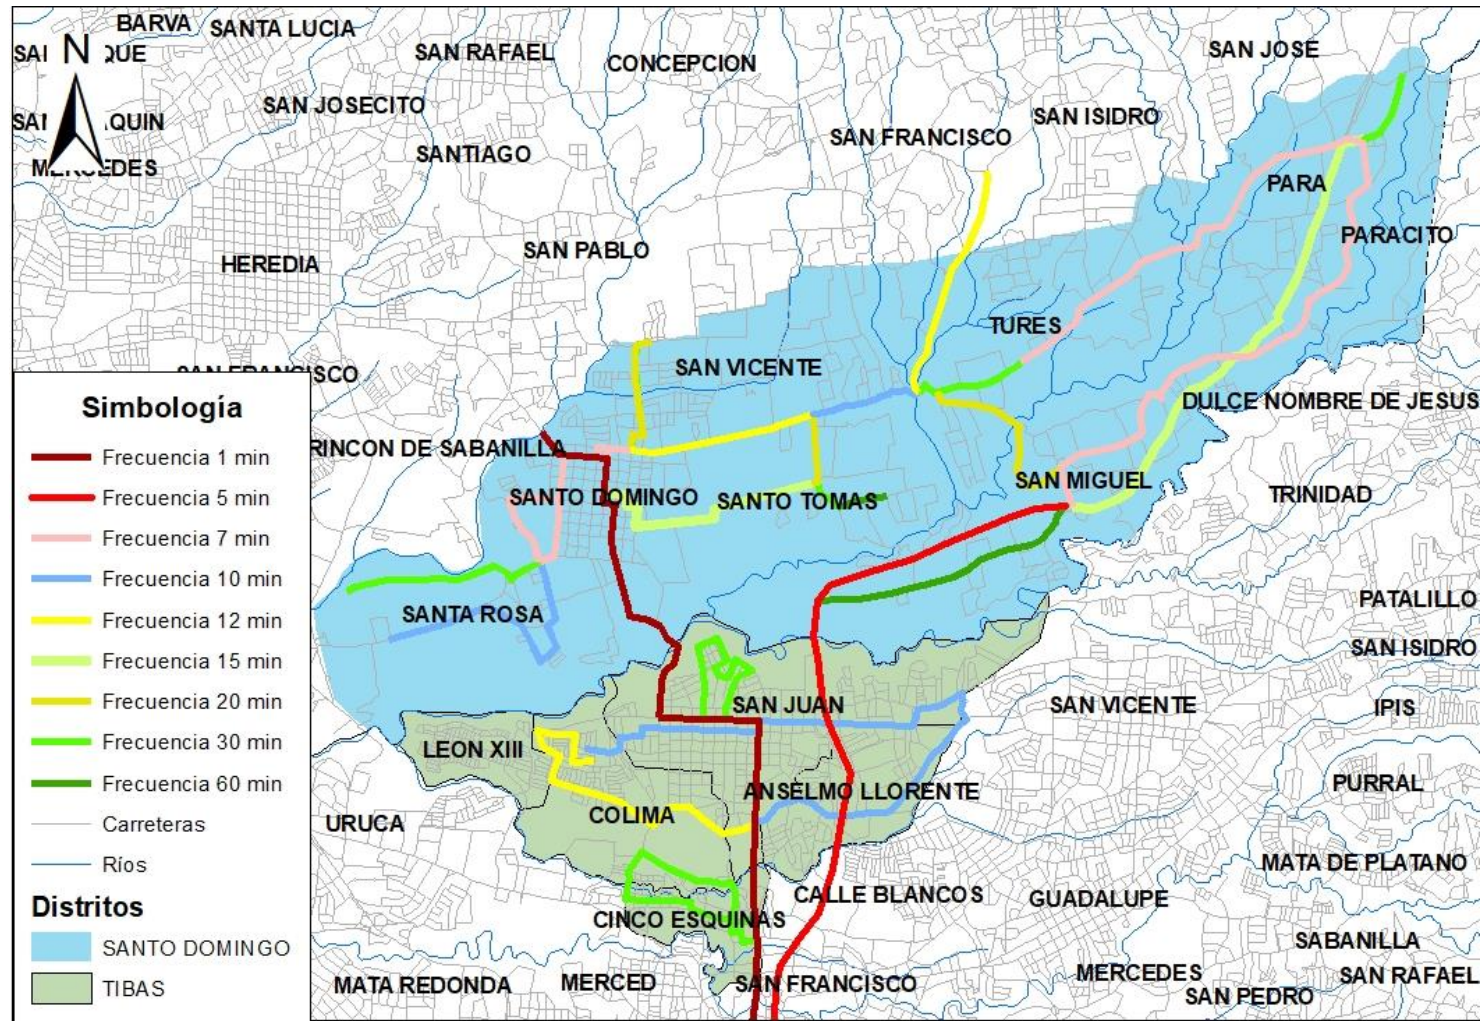 BARVA
SANTA LUCIA
SAN RAFAEL
CONCEPCION
SAN JOSE
N
QUE
SAN JOSECITO
QUIN
SAN FRANCISCO
SAN ISIDRO
SANTIAGO
MERCEDES
PARA
PARACITO
SAN PABLO
HEREDIA
TURES
SAN VICENTE
SAN FRANCISCO
DULCE NOMBRE DE JESUS
RINCON DE SABANILLA
SAN MIGUEL
SANTO DOMINGO
SANTO TOMAS
TRINIDAD
SANTA ROSA
PATALILLO
SAN ISIDRO
SAN JUAN
SAN VICENTE
IPIS
LEON XIII
ANSELMO LLORENTE
PURRAL
COLIMA
URUCA
MATA DE PLATANO
CALLE BLANCOS
GUADALUPE
CINCO ESQUINAS
SABANILLA
MATA REDONDA
MERCED
SAN FRANCISCO
MERCEDES
SAN RAFAEL
SAN PEDRO
Simbología
Frecuencia 1 min
Frecuencia 5 min
Frecuencia 7 min
Frecuencia 10 min
Frecuencia 12 min
Frecuencia 15 min
Frecuencia 20 min
Frecuencia 30 min
Frecuencia 60 min
Carreteras
Ríos
Distritos
SANTO DOMINGO
TIBAS